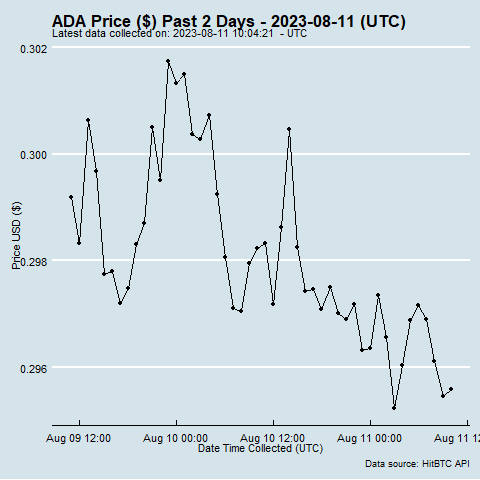 ADA Price ($) Past 2 Days - 2023-08-11 (UTC)
Latest data collected on: 2023-08-11 10:04:21 - UTC
0.302
0.300
0.298
0.296
Price USD ($)
Aug 09 12:00 Aug 10 00:00 Aug 10 12:00 Aug 11 00:00 Aug 11 12
Date Time Collected (UTC)
Data source: HitBTC API